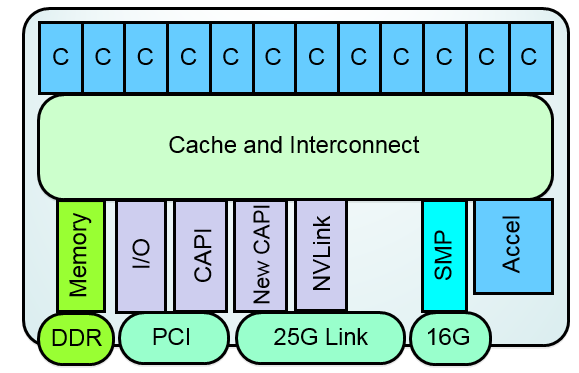 C C C C C C C C C C C C
Cache and Interconnect
Memory
I/O
CAPI
New CAPI
NVLink
SMP
Accel
DDR
PCI
25G Link
16G